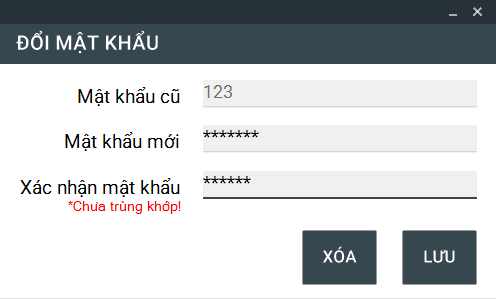 ĐỔI MẬT KHẨU
Mật khẩu cũ 123
Mật khẩu mới *******
Xác nhận mật khẩu ******
*Chưa trùng khớp!
XÓA LƯU